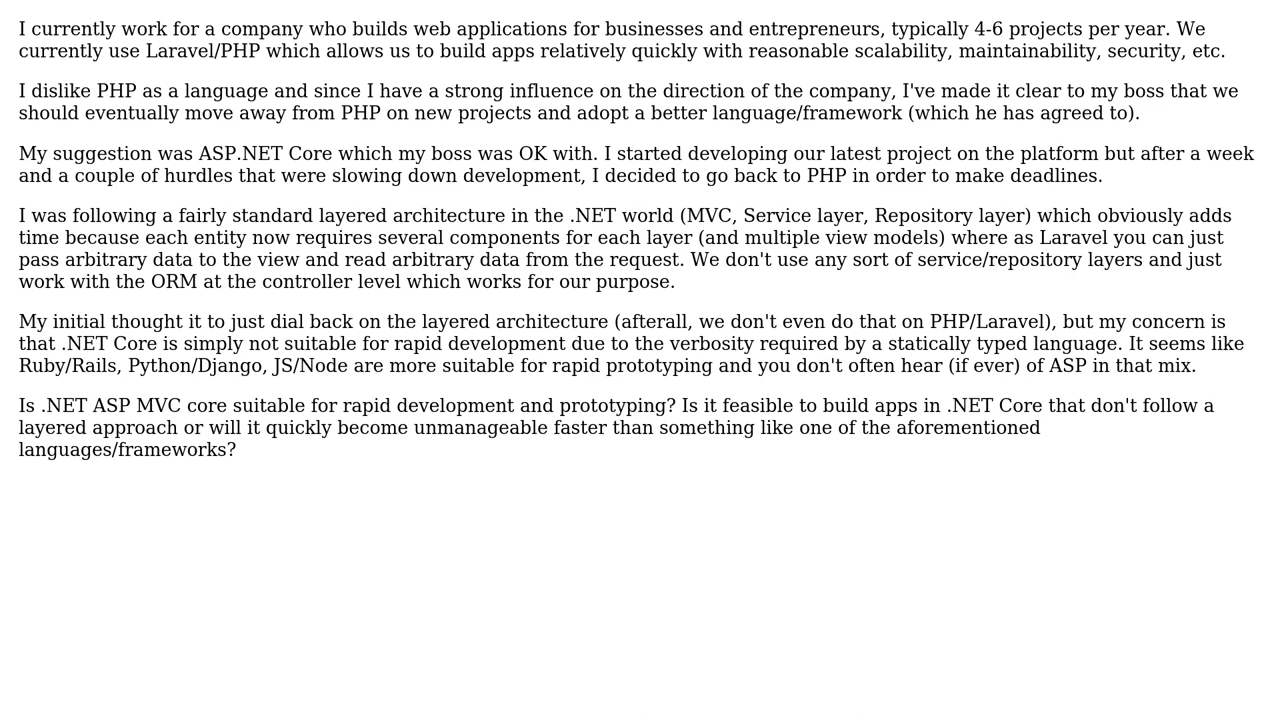 I currently work for a company who builds web applications for businesses and entrepreneurs, typically 4-6 projects per year. We
currently use Laravel/PHP which allows us to build apps relatively quickly with reasonable scalability, maintainability, security, etc.
I dislike PHP as a language and since I have a strong influence on the direction of the company, I've made it clear to my boss that we
should eventually move away from PHP on new projects and adopt a better language/framework (which he has agreed to).
My suggestion was ASP.NET Core which my boss was OK with. I started developing our latest project on the platform but after a week
and a couple of hurdles that were slowing down development, I decided to go back to PHP in order to make deadlines.
I was following a fairly standard layered architecture in the .NET world (MVC, Service layer, Repository layer) which obviously adds
time because each entity now requires several components for each layer (and multiple view models) where as Laravel you can just
pass arbitrary data to the view and read arbitrary data from the request. We don't use any sort of service/repository layers and just
work with the ORM at the controller level which works for our purpose.
My initial thought it to just dial back on the layered architecture (afterall, we don't even do that on PHP/Laravel), but my concern is
that .NET Core is simply not suitable for rapid development due to the verbosity required by a statically typed language. It seems like
Ruby/Rails, Python/Django, JS/Node are more suitable for rapid prototyping and you don't often hear (if ever) of ASP in that mix.
Is .NET ASP MVC core suitable for rapid development and prototyping? Is it feasible to build apps in .NET Core that don't follow a
layered approach or will it quickly become unmanageable faster than something like one of the aforementioned
languages/frameworks?